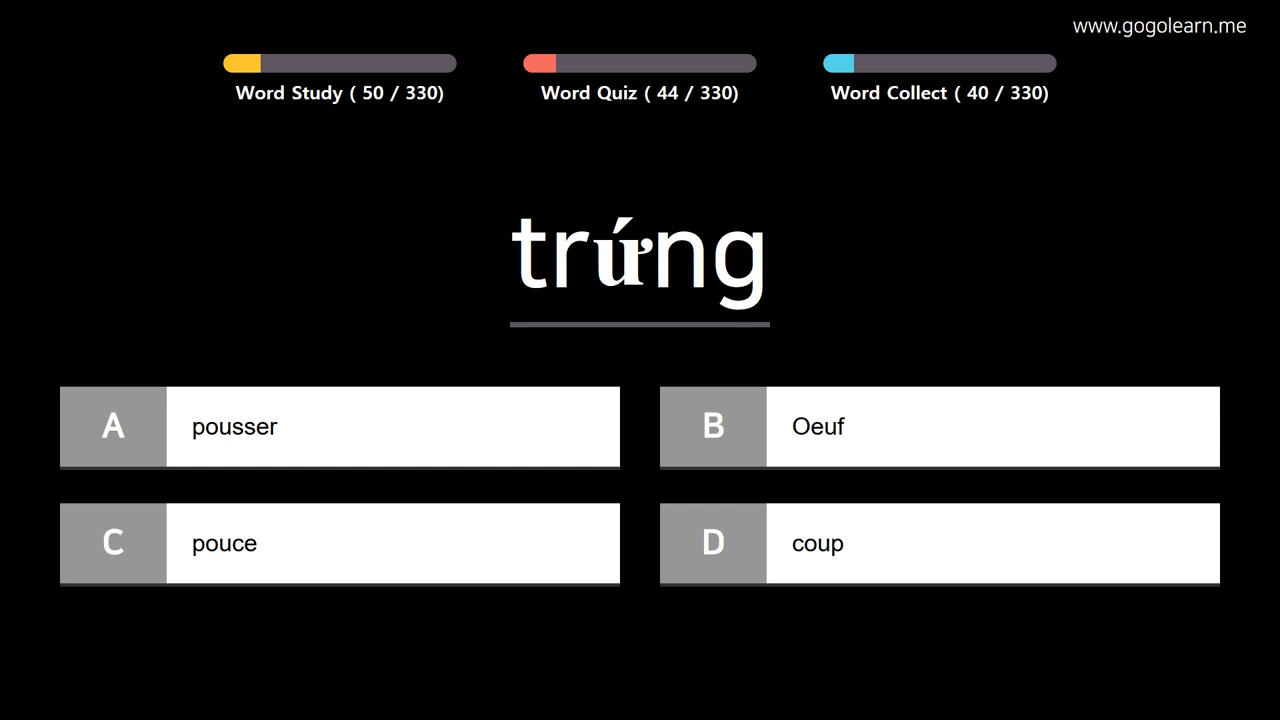 www.gogolearn.me
Word Study ( 50 / 330)
Word Quiz ( 44 / 330)
Word Collect ( 40 / 330)
trứng
A pousser
B Oeuf
C pouce
D coup